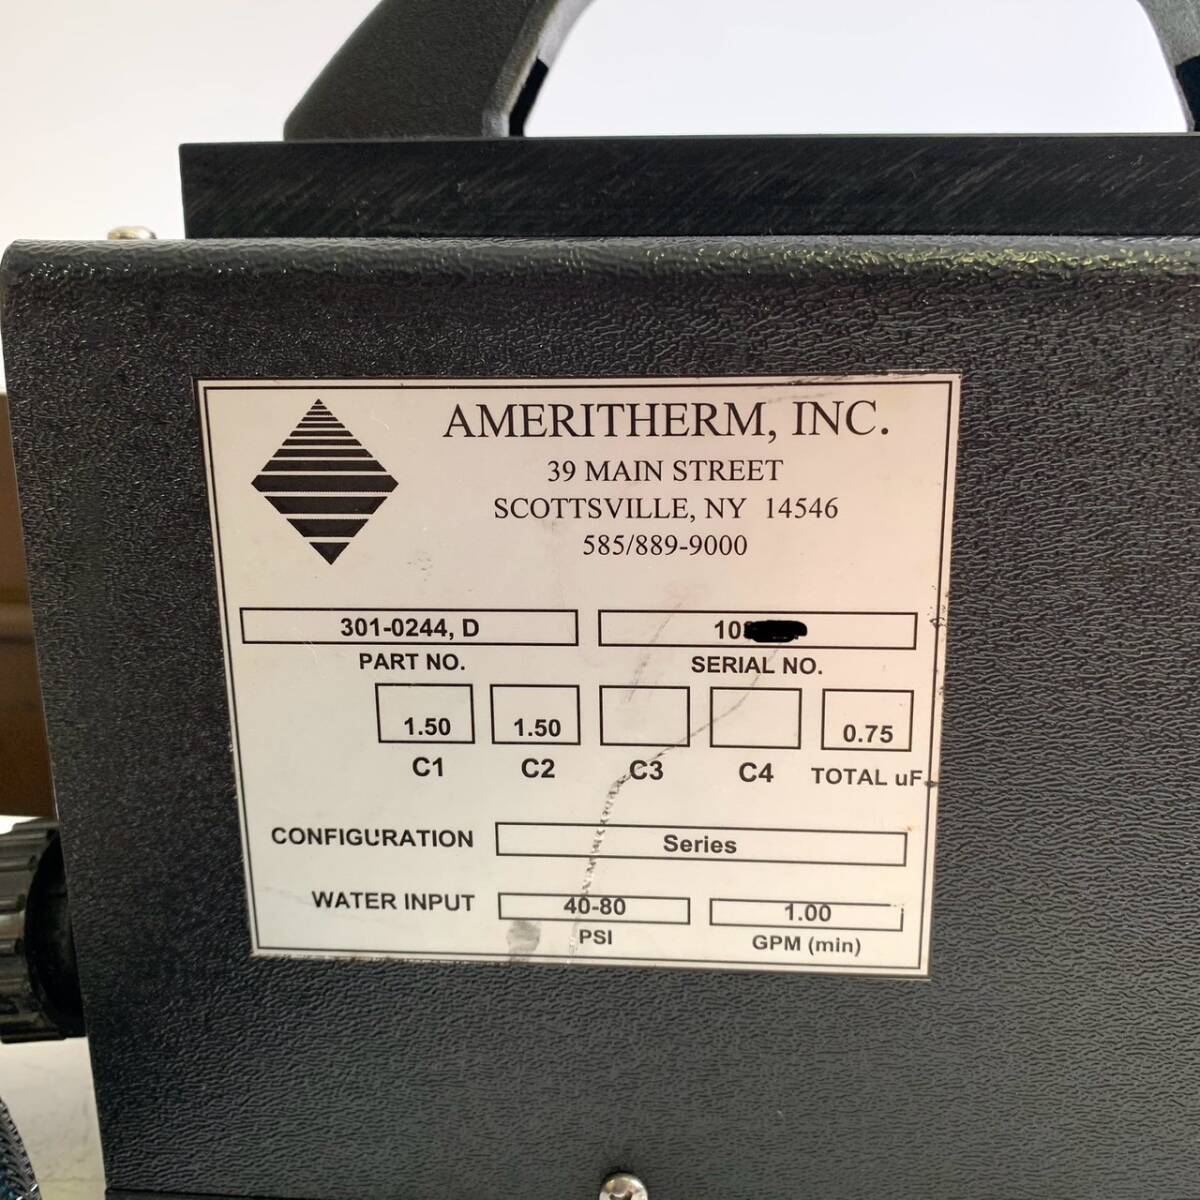 AMERITHERM, INC.
39 MAIN STREET
SCOTTSVILLE, NY 14546
585/889-9000
301-0244, D
PART NO. SERIAL NO.
1.50 1.50 0.75
C1 C2 C3 C4 TOTAL uF
CONFIGURATION Series
WATER INPUT 40-80 1.00
PSI GPM (min)